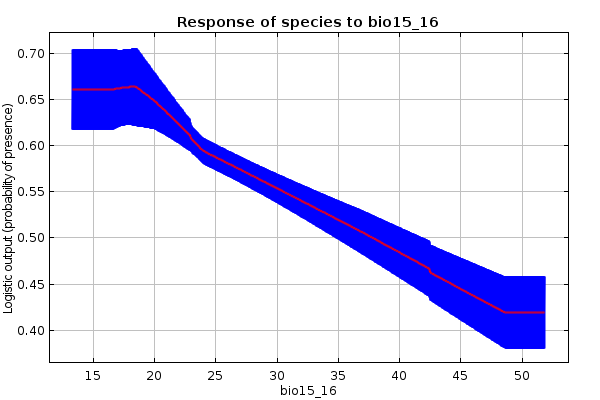 Response of species to bio15_16
Logistic output (probability of presence)
0.70
0.65
0.60
0.55
0.50
0.45
0.40
15 20 25 30 35 40 45 50
bio15_16